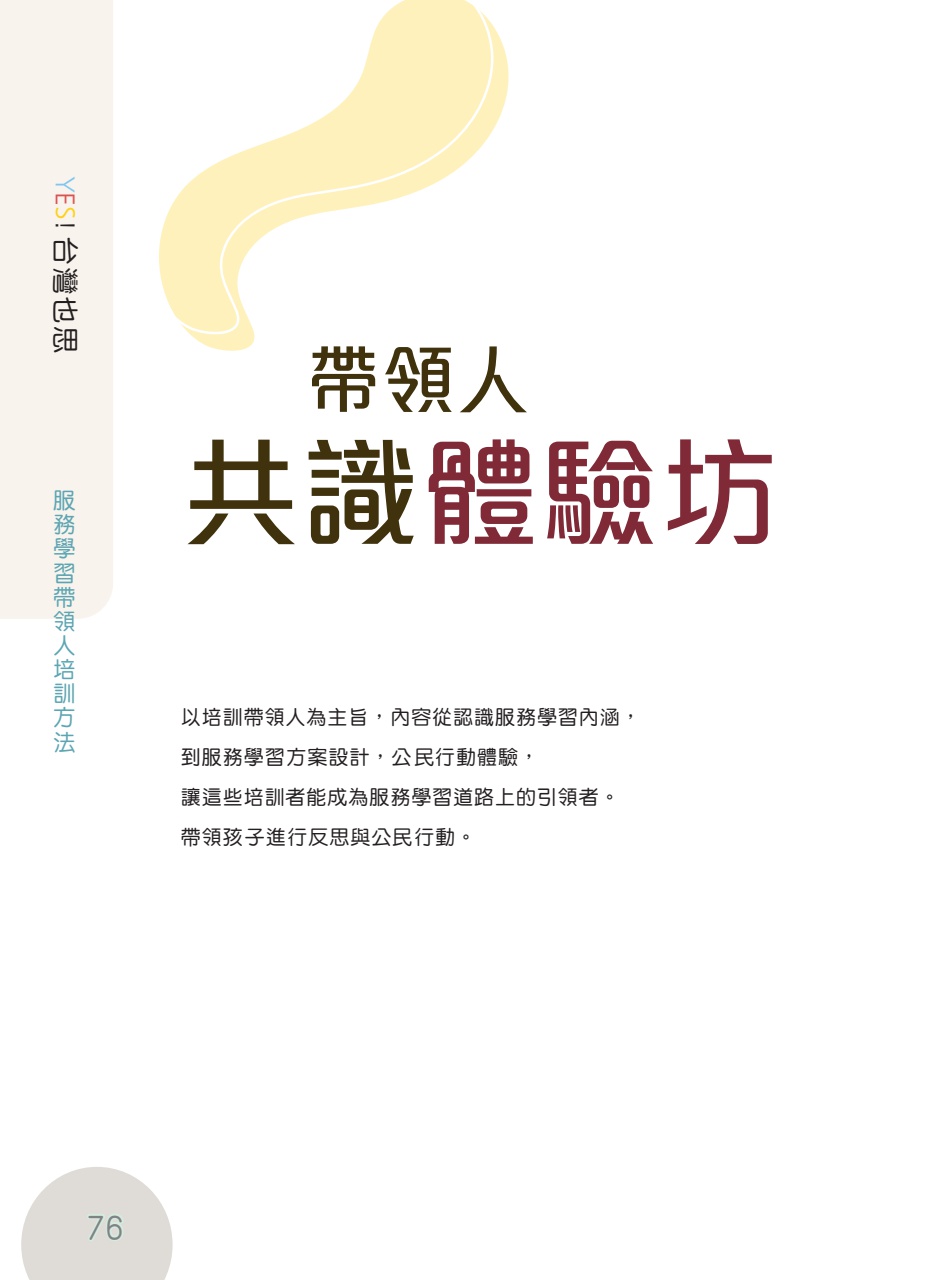 YES! 台灣也思
服務學習帶領人培訓方法
帶領人
共識體驗坊
以培訓帶領人為主旨，內容從認識服務學習內涵，
到服務學習方案設計，公民行動體驗，
讓這些培訓者能成為服務學習道路上的引領者。
帶領孩子進行反思與公民行動。
76